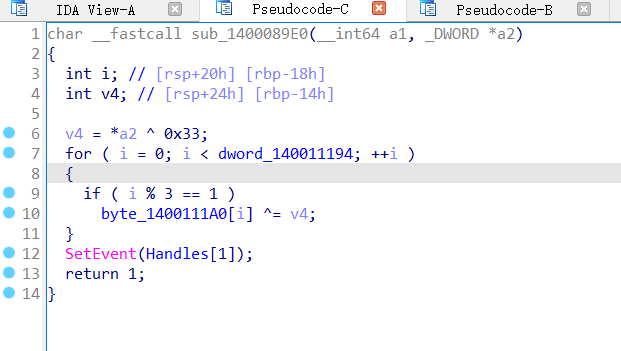 IDA View-A Pseudocode-C Pseudocode-B
1 char __fastcall sub_1400089E0(__int64 a1, _DWORD *a2)
2 {
3 int i; // [rsp+20h] [rbp-18h]
4 int v4; // [rsp+24h] [rbp-14h]
5
6 v4 = *a2 ^ 0x33;
7 for ( i = 0; i < dword_140011194; ++i )
8 {
9 if ( i % 3 == 1 )
10 byte_1400111A0[i] ^= v4;
11 }
12 SetEvent(Handles[1]);
13 return 1;
14 }